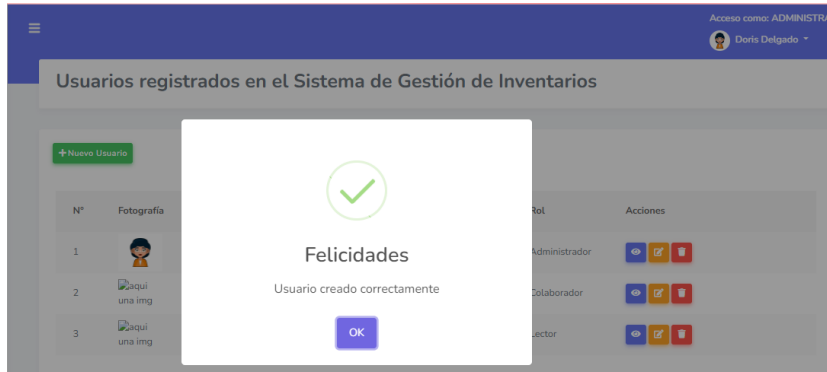 Acceso como: ADMINISTRA
Doris Delgado
Usuarios registrados en el Sistema de Gestión de Inventarios
+Nuevo Usuario
N° Fotografía Rol Acciones
1 Administrador
2 aqui una img Colaborador
3 aqui una img Lector
Felicidades
Usuario creado correctamente
OK